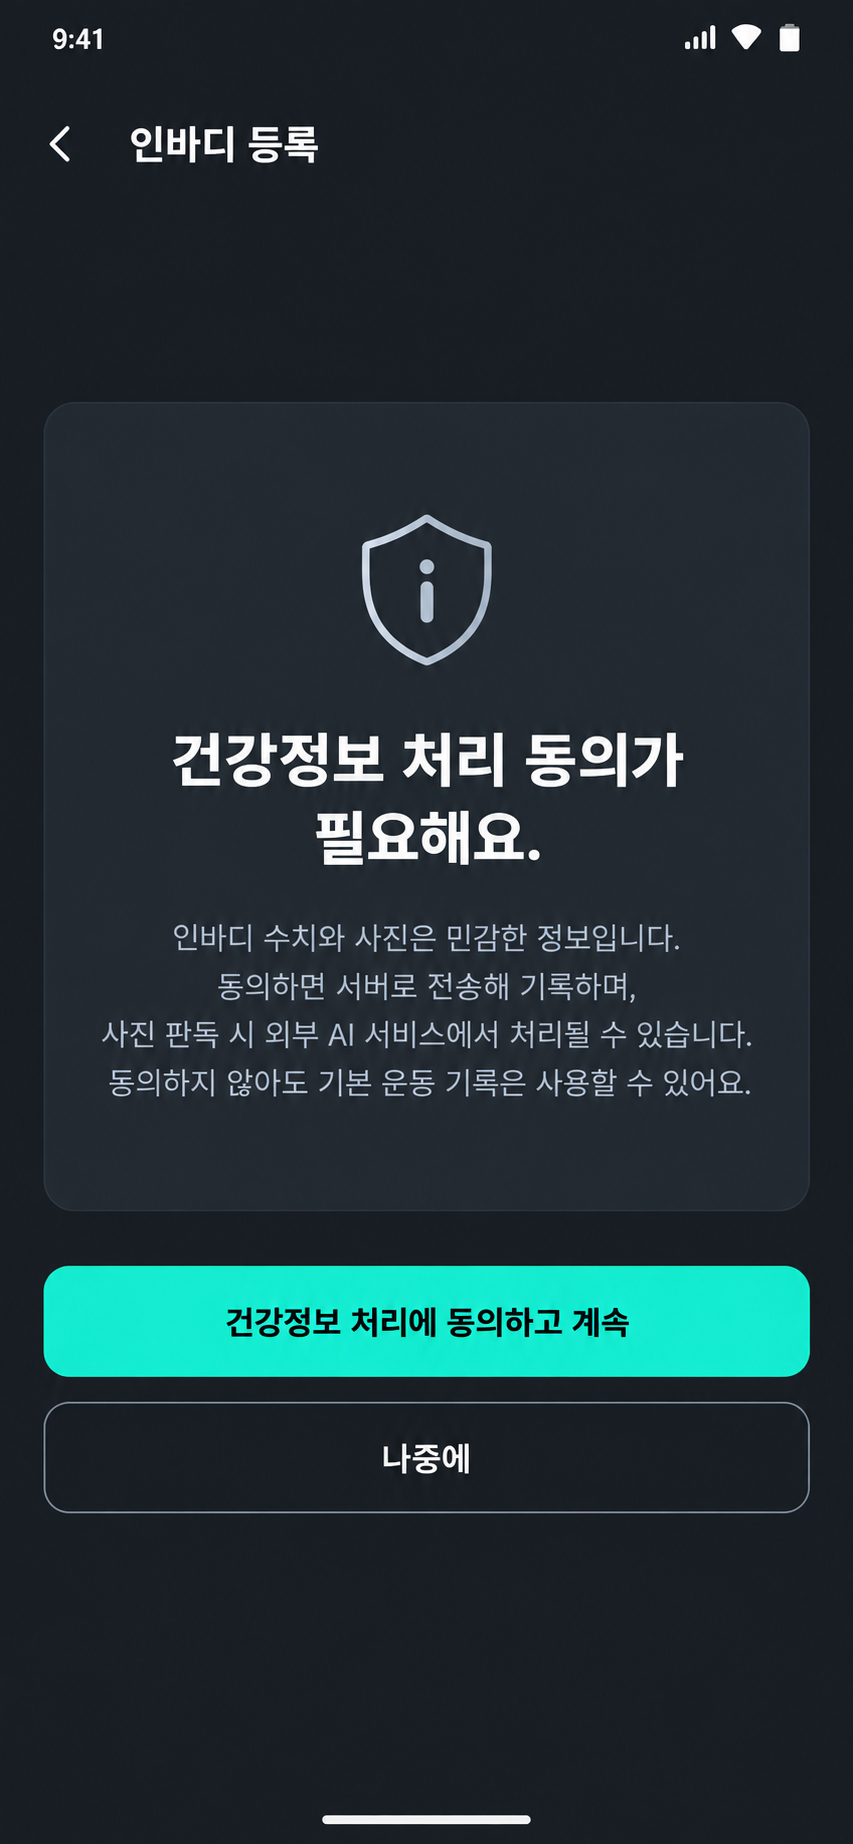 9:41
인바디 등록
건강정보 처리 동의가
필요해요.
인바디 수치와 사진은 민감한 정보입니다.
동의하면 서버로 전송해 기록하며,
사진 판독 시 외부 AI 서비스에서 처리될 수 있습니다.
동의하지 않아도 기본 운동 기록은 사용할 수 있어요.
건강정보 처리에 동의하고 계속
나중에